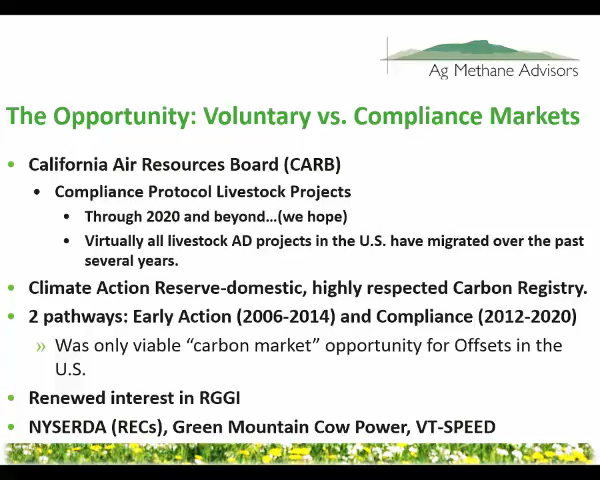 Ag Methane Advisors
The Opportunity: Voluntary vs. Compliance Markets
• California Air Resources Board (CARB)
• Compliance Protocol Livestock Projects
• Through 2020 and beyond…(we hope)
• Virtually all livestock AD projects in the U.S. have migrated over the past
several years.
• Climate Action Reserve-domestic, highly respected Carbon Registry.
• 2 pathways: Early Action (2006-2014) and Compliance (2012-2020)
» Was only viable “carbon market” opportunity for Offsets in the
U.S.
• Renewed interest in RGGI
• NYSERDA (RECs), Green Mountain Cow Power, VT-SPEED